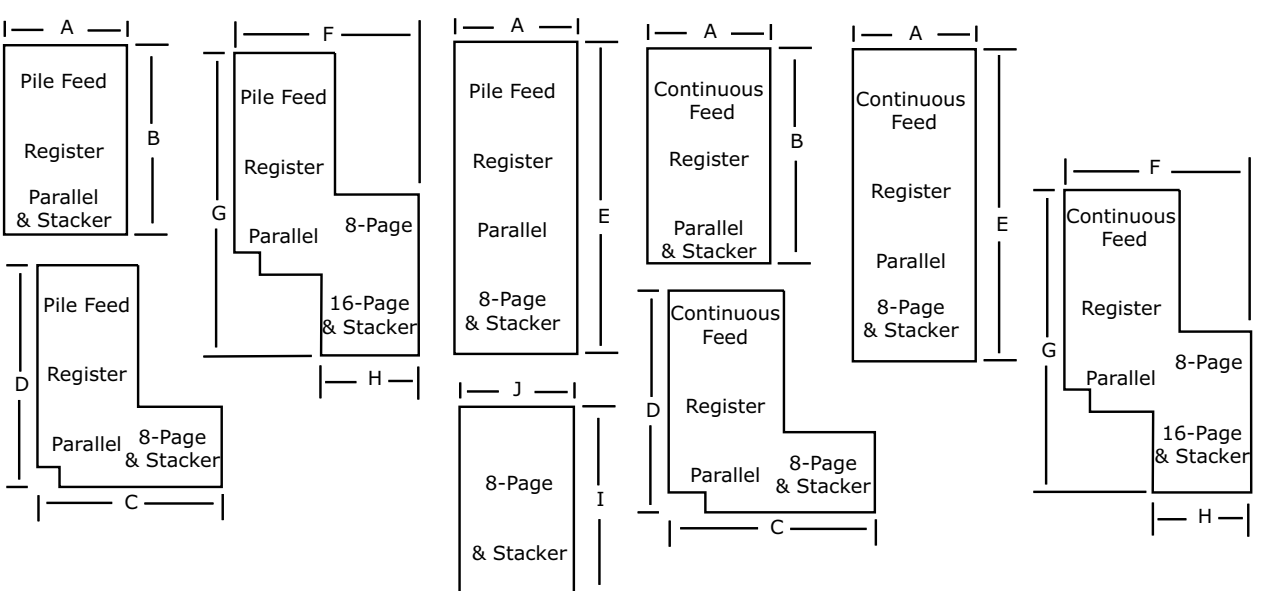 A
Pile Feed
Register
Parallel
& Stacker
B
F
Pile Feed
Register
Parallel
8-Page
16-Page
& Stacker
G
H
A
Pile Feed
Register
Parallel
8-Page
& Stacker
E
A
Continuous
Feed
Register
Parallel
& Stacker
B
A
Continuous
Feed
Register
Parallel
8-Page
& Stacker
E
F
Continuous
Feed
Register
Parallel
8-Page
16-Page
& Stacker
G
H
D
Pile Feed
Register
Parallel
8-Page
& Stacker
C
J
8-Page
& Stacker
I
D
Continuous
Feed
Register
Parallel
8-Page
& Stacker
C